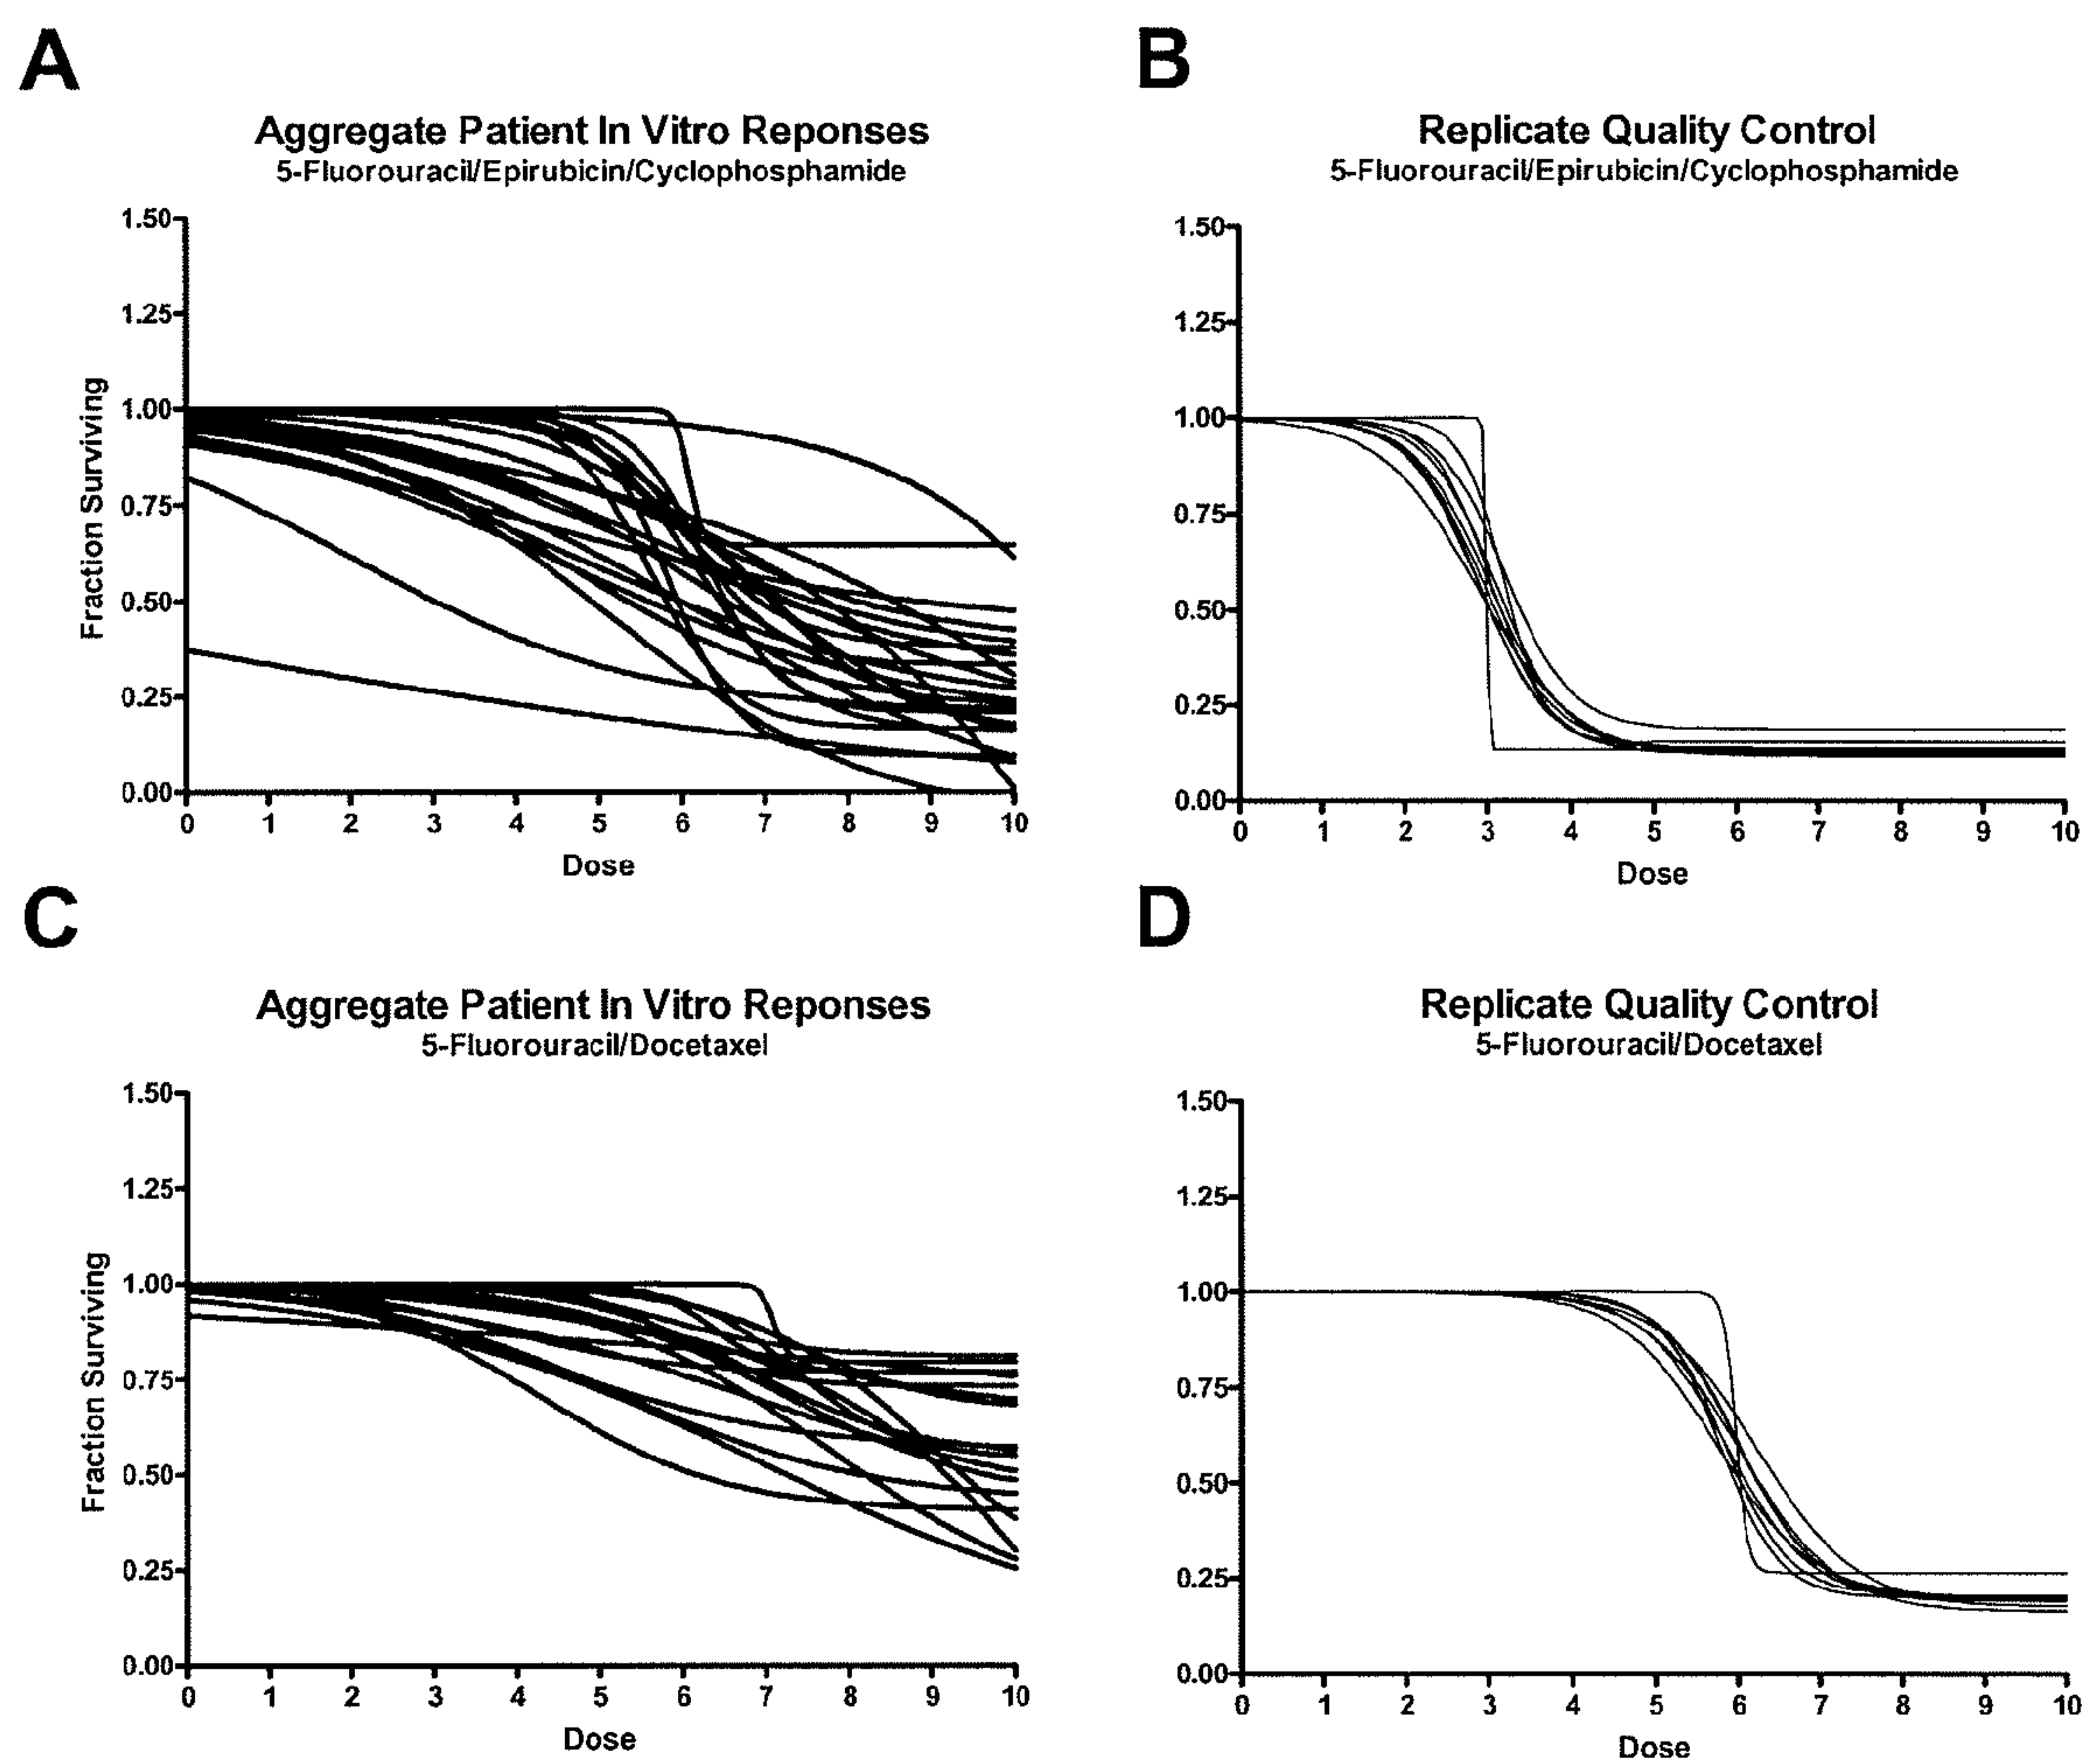 A
Aggregate Patient In Vitro Reponses
5-Fluorouracil/Epirubicin/Cyclophosphamide
1.50
1.25
1.00
0.75
0.50
0.25
0.00
Fraction Surviving
0 1 2 3 4 5 6 7 8 9 10
Dose
B
Replicate Quality Control
5-Fluorouracil/Epirubicin/Cyclophosphamide
1.50
1.25
1.00
0.75
0.50
0.25
0.00
0 1 2 3 4 5 6 7 8 9 10
Dose
C
Aggregate Patient In Vitro Reponses
5-Fluorouracil/Docetaxel
1.50
1.25
1.00
0.75
0.50
0.25
0.00
Fraction Surviving
0 1 2 3 4 5 6 7 8 9 10
Dose
D
Replicate Quality Control
5-Fluorouracil/Docetaxel
1.50
1.25
1.00
0.75
0.50
0.25
0.00
0 1 2 3 4 5 6 7 8 9 10
Dose